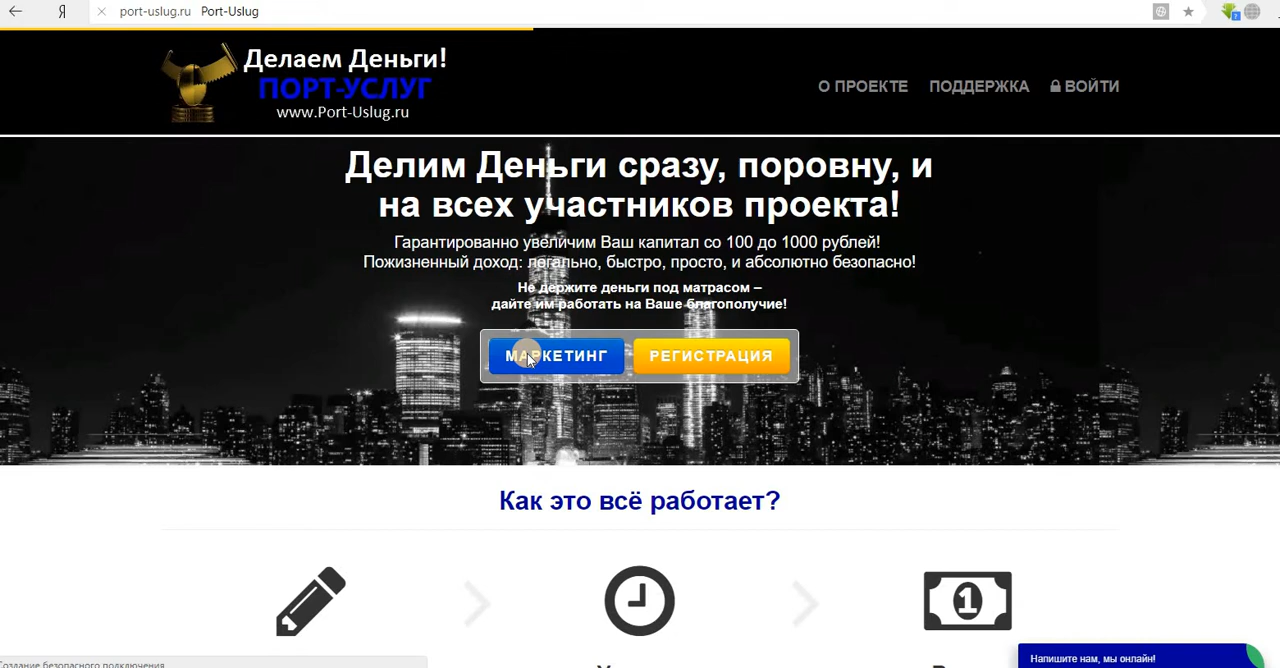 Я port-uslug.ru Port-Uslug
7
Делаем Деньги!
ПОРТ-УСЛУГ
www.Port-Uslug.ru
О ПРОЕКТЕ ПОДДЕРЖКА ВОЙТИ
Делим Деньги сразу, поровну, и
на всех участников проекта!
Гарантированно увеличим Ваш капитал со 100 до 1000 рублей!
Пожизненный доход: легально, быстро, просто, и абсолютно безопасно!
Не держите деньги под матрасом –
дайте им работать на Ваше благополучие!
МАРКЕТИНГ РЕГИСТРАЦИЯ
Как это всё работает?
1
Создание безопасного подключения
Напишите нам, мы онлайн!